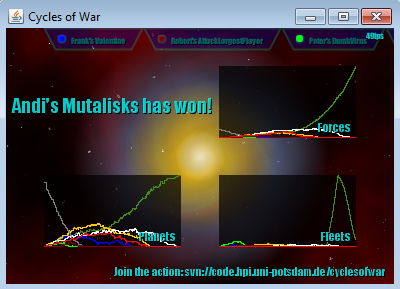 Cycles of War
Frank's Valentino
Robert's AttackLargestPlayer
Peter's DumbVirus
49fps
Andi's Mutalisks has won!
Forces
Planets
Fleets
Join the action: svn://code.hpi.uni-potsdam.de/cyclesofwar